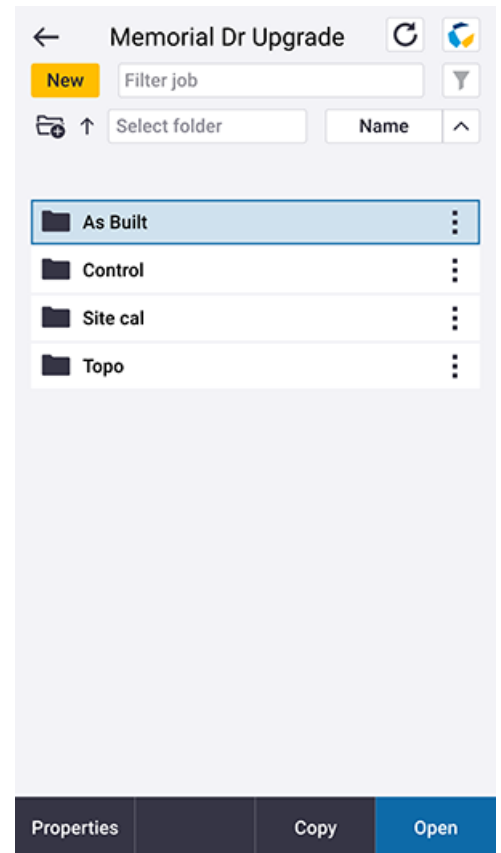 Memorial Dr Upgrade
New Filter job
Select folder Name
As Built
Control
Site cal
Topo
Properties Copy Open